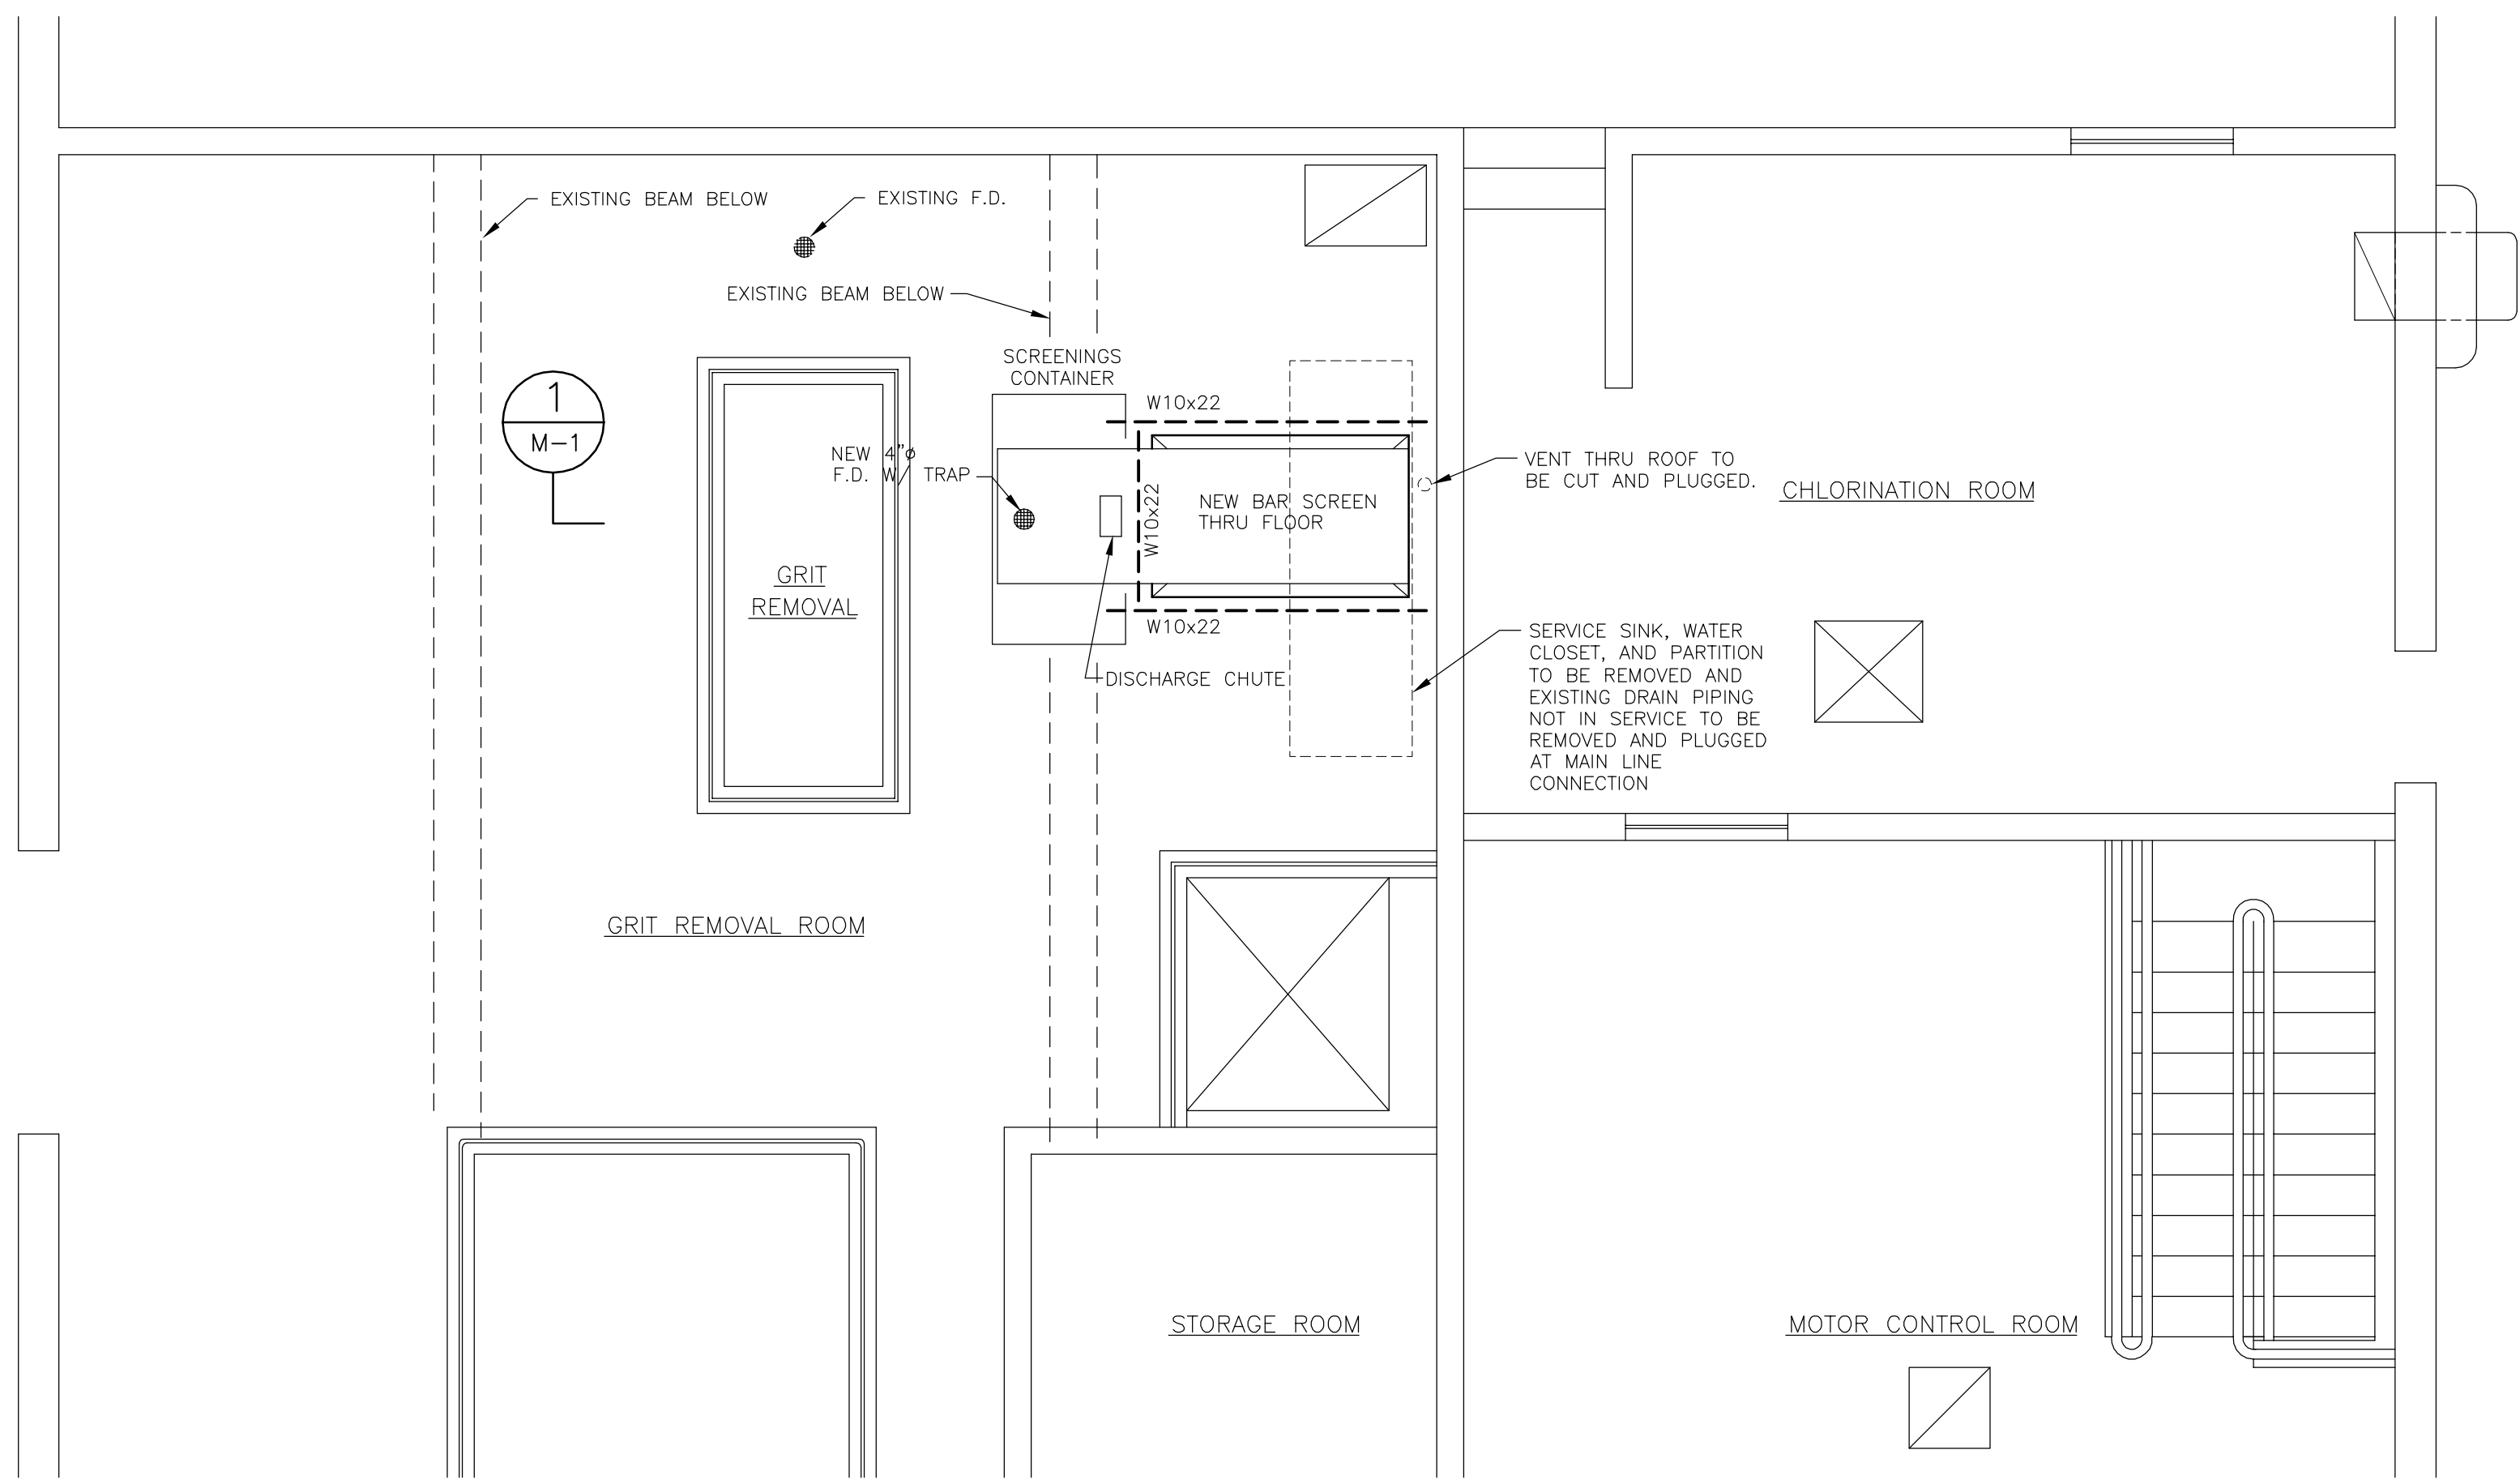 EXISTING BEAM BELOW
EXISTING F.D.
EXISTING BEAM BELOW
SCREENINGS
CONTAINER
1
M-1
W10x22
NEW 4"ø
F.D. W/ TRAP
W10x22
NEW BAR SCREEN
THRU FLOOR
VENT THRU ROOF TO
BE CUT AND PLUGGED.
CHLORINATION ROOM
GRIT
REMOVAL
W10x22
DISCHARGE CHUTE
SERVICE SINK, WATER
CLOSET, AND PARTITION
TO BE REMOVED AND
EXISTING DRAIN PIPING
NOT IN SERVICE TO BE
REMOVED AND PLUGGED
AT MAIN LINE
CONNECTION
GRIT REMOVAL ROOM
STORAGE ROOM
MOTOR CONTROL ROOM